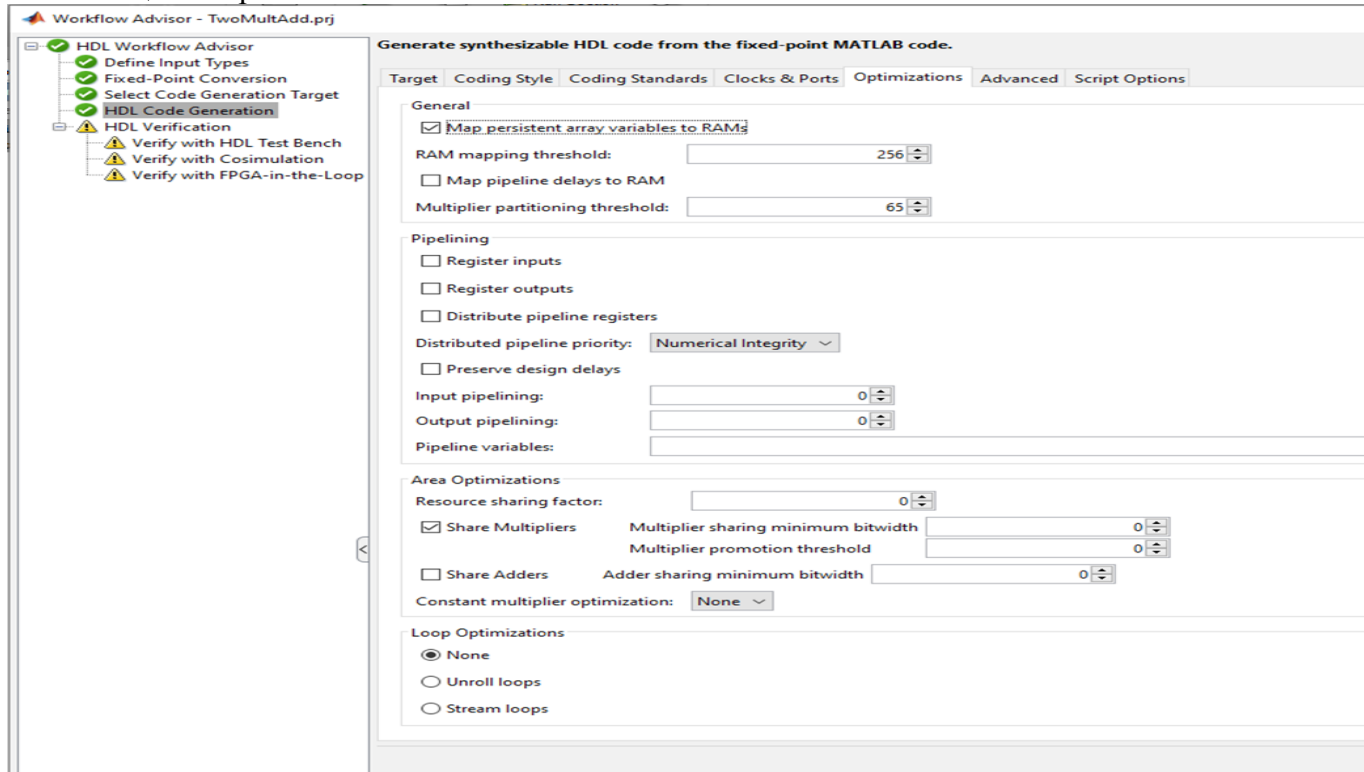 Workflow Advisor - TwoMultAdd.prj
HDL Workflow Advisor
Define Input Types
Fixed-Point Conversion
Select Code Generation Target
HDL Code Generation
HDL Verification
Verify with HDL Test Bench
Verify with Cosimulation
Verify with FPGA-in-the-Loop
Generate synthesizable HDL code from the fixed-point MATLAB code.
Target Coding Style Coding Standards Clocks & Ports Optimizations Advanced Script Options
General
Map persistent array variables to RAMs
RAM mapping threshold: 256
Map pipeline delays to RAM
Multiplier partitioning threshold: 65
Pipelining
Register inputs
Register outputs
Distribute pipeline registers
Distributed pipeline priority: Numerical Integrity
Preserve design delays
Input pipelining: 0
Output pipelining: 0
Pipeline variables:
Area Optimizations
Resource sharing factor: 0
Share Multipliers Multiplier sharing minimum bitwidth 0
Multiplier promotion threshold 0
Share Adders Adder sharing minimum bitwidth 0
Constant multiplier optimization: None
Loop Optimizations
None
Unroll loops
Stream loops